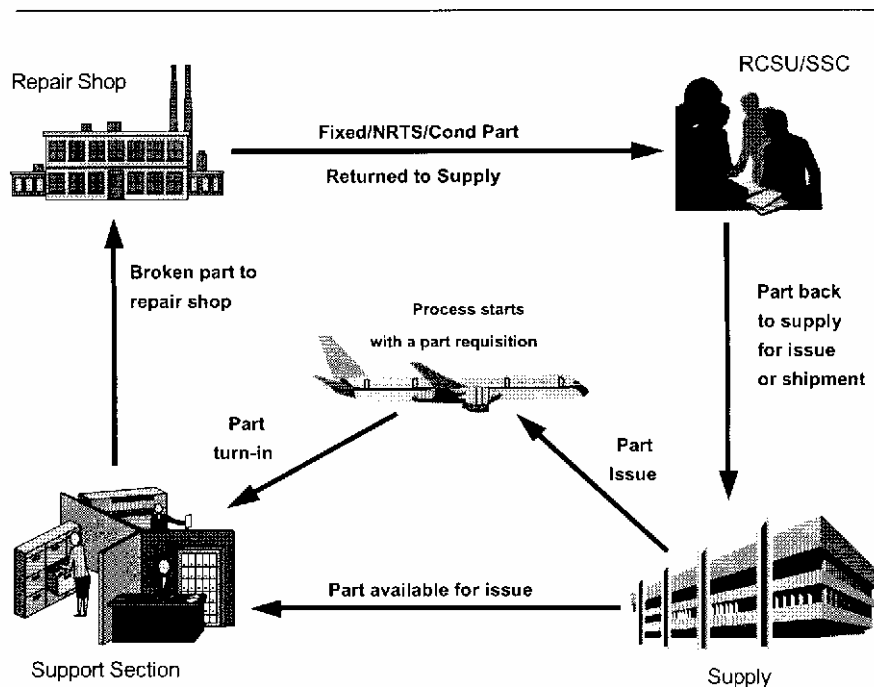 Repair Shop
RCSU/SSC
Fixed/NRTS/Cond Part
Returned to Supply
Broken part to
repair shop
Process starts
with a part requisition
Part back
to supply
for issue
or shipment
Part
turn-in
Part
Issue
Part available for issue
Support Section
Supply